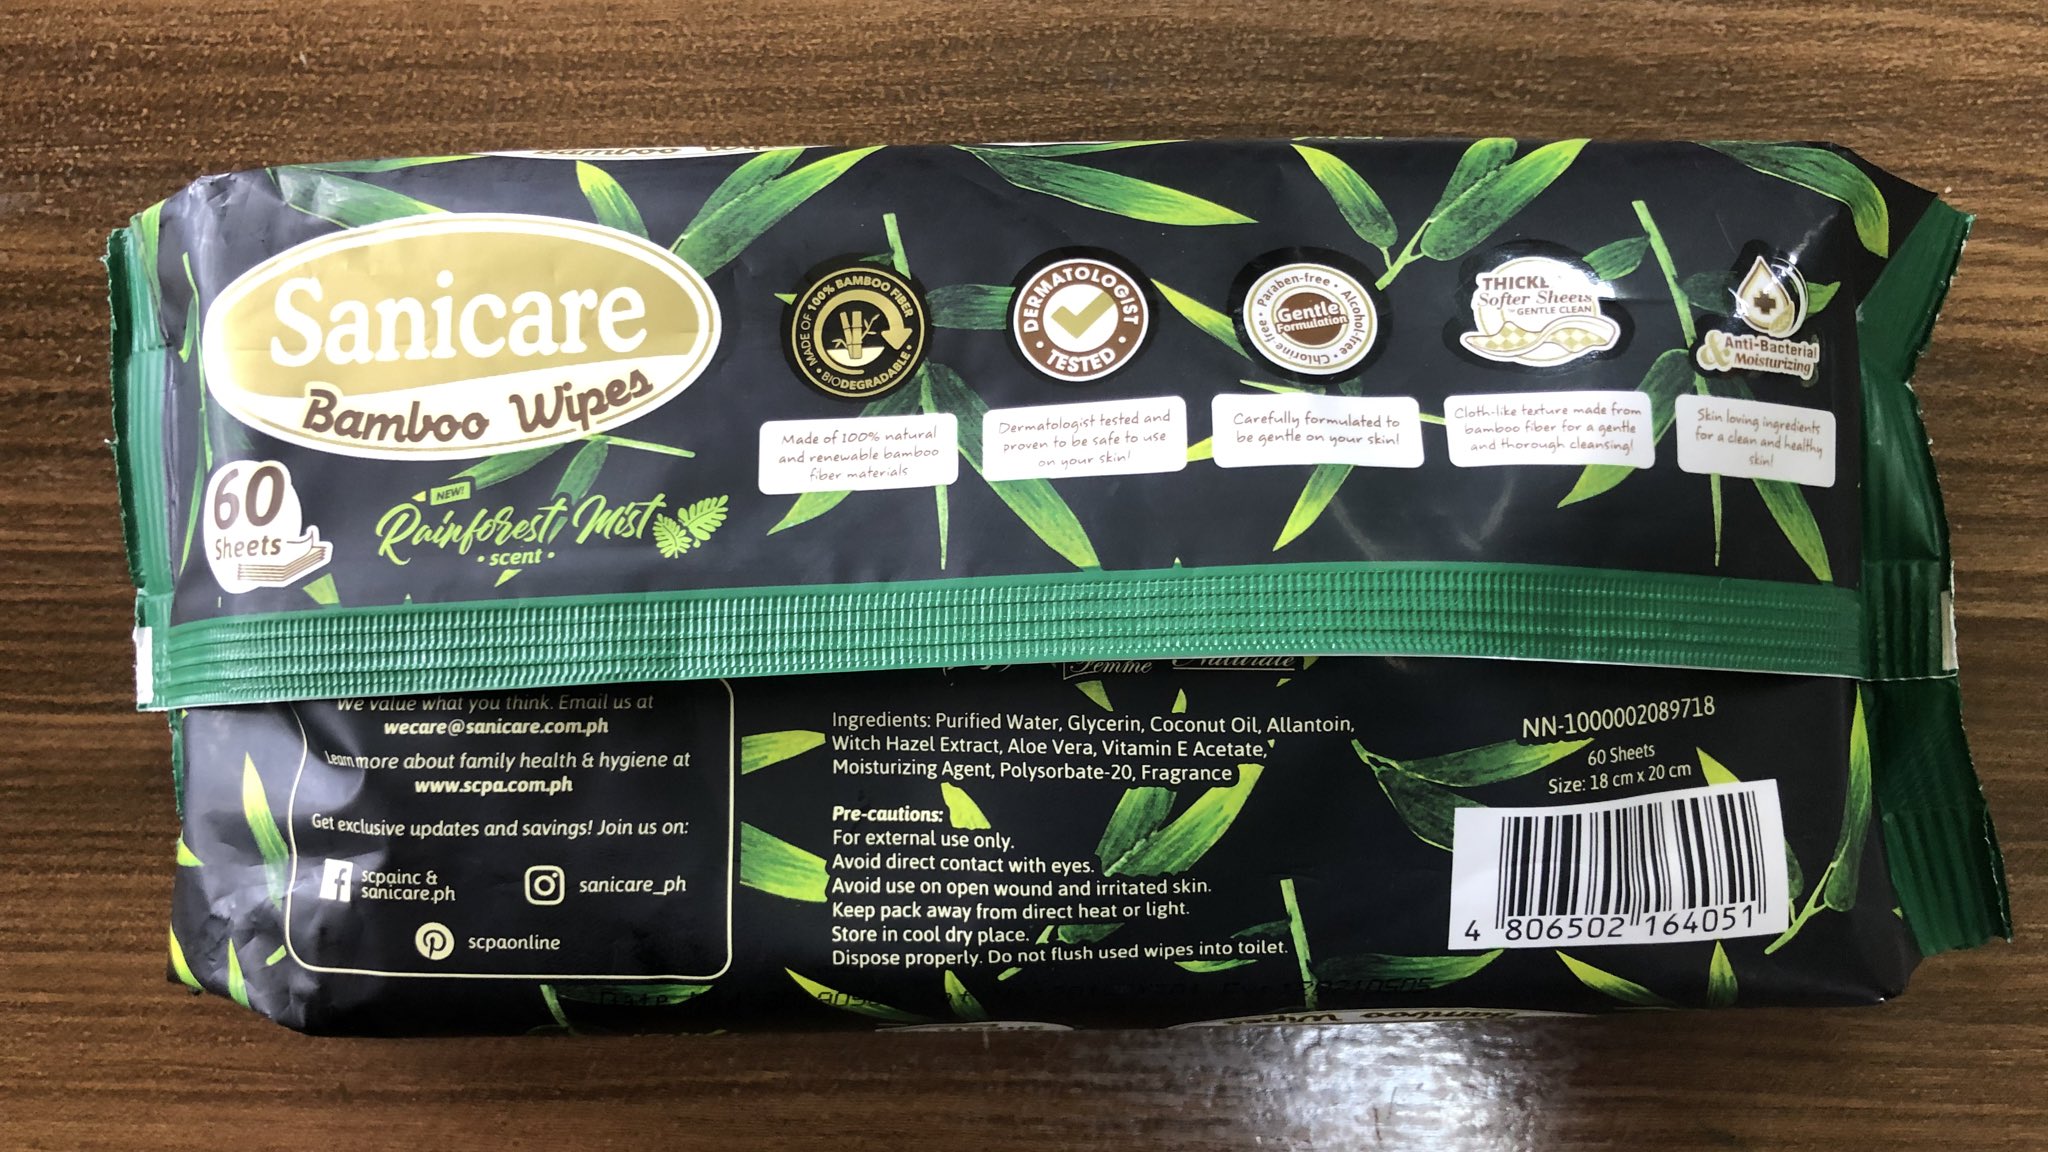 Sanicare
Bamboo Wipes
60
Sheets
NEW!
Rainforest Mist
• scent •
MADE OF 100% BAMBOO FIBER • BIODEGRADABLE •
Made of 100% natural
and renewable bamboo
fiber materials
DERMATOLOGIST
• TESTED •
Dermatologist tested and
proven to be safe to use
on your skin!
Paraben-free • Alcohol-free • Chlorine-free •
Gentle
Formulation
Carefully formulated to
be gentle on your skin!
Softer Sheets
GENTLE CLEAN
Cloth-like texture made from
bamboo fiber for a gentle
and thorough cleansing!
Anti-Bacterial
& Moisturizing
Skin loving ingredients
for a clean and healthy
skin!
Femme Naturale
We value what you think. Email us at
wecare@sanicare.com.ph
Learn more about family health & hygiene at
www.scpa.com.ph
Get exclusive updates and savings! Join us on:
scpainc &
sanicare.ph
sanicare_ph
scpaonline
Ingredients: Purified Water, Glycerin, Coconut Oil, Allantoin,
Witch Hazel Extract, Aloe Vera, Vitamin E Acetate,
Moisturizing Agent, Polysorbate-20, Fragrance
Pre-cautions:
For external use only.
Avoid direct contact with eyes.
Avoid use on open wound and irritated skin.
Keep pack away from direct heat or light.
Store in cool dry place.
Dispose properly. Do not flush used wipes into toilet.
NN-1000002089718
60 Sheets
Size: 18 cm x 20 cm
4 806502 164051
Bamboo Wipes